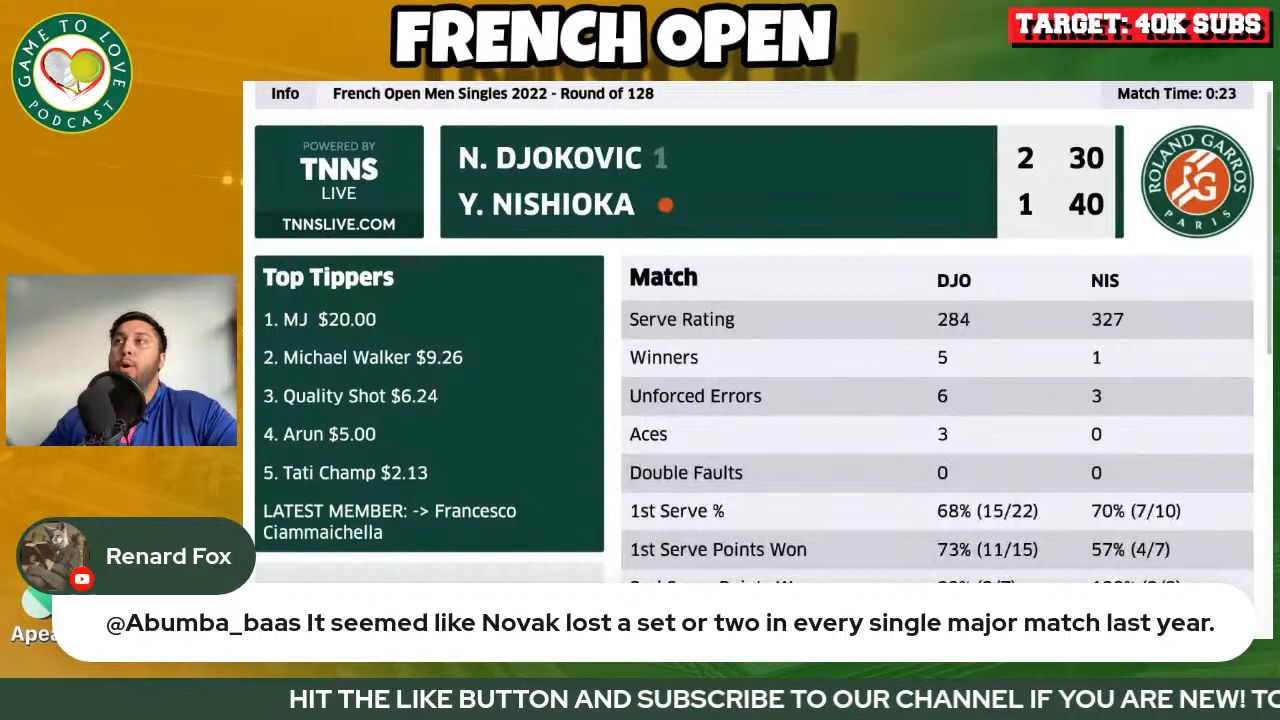 GAME TO LOVE PODCAST
FRENCH OPEN
TARGET: 40K SUBS
Info French Open Men Singles 2022 - Round of 128 Match Time: 0:23
POWERED BY
TNNS
LIVE
TNNSLIVE.COM
N. DJOKOVIC 1 2 30
Y. NISHIOKA 1 40
ROLAND GARROS
RG
PARIS
Top Tippers
1. MJ $20.00
2. Michael Walker $9.26
3. Quality Shot $6.24
4. Arun $5.00
5. Tati Champ $2.13
LATEST MEMBER: -> Francesco
Ciammaichella
Match DJO NIS
Serve Rating 284 327
Winners 5 1
Unforced Errors 6 3
Aces 3 0
Double Faults 0 0
1st Serve % 68% (15/22) 70% (7/10)
1st Serve Points Won 73% (11/15) 57% (4/7)
Renard Fox
@Abumba_baas It seemed like Novak lost a set or two in every single major match last year.
HIT THE LIKE BUTTON AND SUBSCRIBE TO OUR CHANNEL IF YOU ARE NEW!